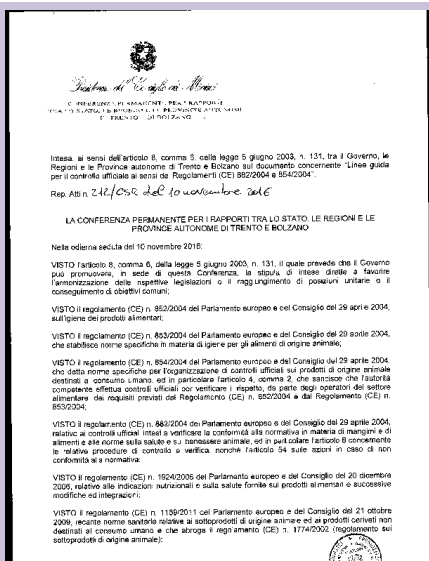 Presidenza del Consiglio dei Ministri
CONFERENZA PERMANENTE PER I RAPPORTI
TRA LO STATO, LE REGIONI E LE PROVINCE AUTONOME
DI TRENTO E DI BOLZANO
Intesa, ai sensi dell'articolo 8, comma 6, della legge 5 giugno 2003, n. 131, tra il Governo, le
Regioni e le Province autonome di Trento e Bolzano sul documento concernente "Linee guida
per il controllo ufficiale ai sensi dei Regolamenti (CE) 882/2004 e 854/2004".
Rep. Atti n. 212/CSR del 10 novembre 2016
LA CONFERENZA PERMANENTE PER I RAPPORTI TRA LO STATO, LE REGIONI E LE
PROVINCE AUTONOME DI TRENTO E BOLZANO
Nella odierna seduta del 10 novembre 2016:
VISTO l'articolo 8, comma 6, della legge 5 giugno 2003, n. 131, il quale prevede che il Governo
può promuovere, in sede di questa Conferenza, la stipula di intese dirette a favorire
l'armonizzazione delle rispettive legislazioni o il raggiungimento di posizioni unitarie o il
conseguimento di obiettivi comuni;
VISTO il regolamento (CE) n. 852/2004 del Parlamento europeo e del Consiglio del 29 aprile 2004,
sull'igiene dei prodotti alimentari;
VISTO il regolamento (CE) n. 853/2004 del Parlamento europeo e del Consiglio del 29 aprile 2004,
che stabilisce norme specifiche in materia di igiene per gli alimenti di origine animale;
VISTO il regolamento (CE) n. 854/2004 del Parlamento europeo e del Consiglio del 29 aprile 2004,
che detta norme specifiche per l'organizzazione di controlli ufficiali sui prodotti di origine animale
destinati a consumo umano, ed in particolare l'articolo 4, comma 2, che sancisce che l'autorità
competente effettua controlli ufficiali per verificare il rispetto, da parte degli operatori del settore
alimentare dei requisiti previsti dal Regolamento (CE) n. 852/2004 e dal Regolamento (CE) n.
853/2004;
VISTO il regolamento (CE) n. 882/2004 del Parlamento europeo e del Consiglio del 29 aprile 2004,
relativo ai controlli ufficiali intesi a verificare la conformità alla normativa in materia di mangimi e di
alimenti e alle norme sulla salute e sul benessere animale, ed in particolare l'articolo 8 concernente
le relative procedure di controllo e verifica, nonché l'articolo 54 sulle azioni in caso di non
conformità alla normativa;
VISTO il regolamento (CE) n. 1924/2006 del Parlamento europeo e del Consiglio del 20 dicembre
2006, relativo alle indicazioni nutrizionali e sulla salute fornite sui prodotti alimentari e successive
modifiche ed integrazioni;
VISTO il regolamento (CE) n. 1139/2011 del Parlamento europeo e del Consiglio del 21 ottobre
2009, recante norme sanitarie relative ai sottoprodotti di origine animale ed ai prodotti derivati non
destinati al consumo umano e che abroga il regolamento (CE) n. 1774/2002 (regolamento sui
sottoprodotti di origine animale);